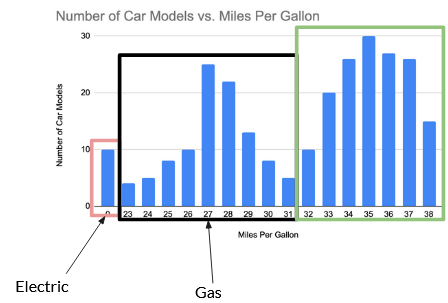 Number of Car Models vs. Miles Per Gallon
30
20
10
0
Number of Car Models
0 23 24 25 26 27 28 29 30 31 32 33 34 35 36 37 38
Miles Per Gallon
Electric
Gas